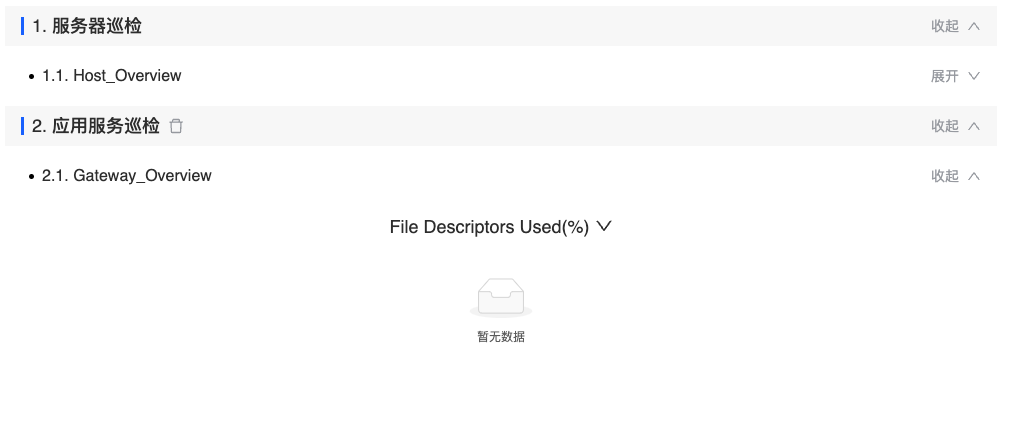 1. 服务器巡检 收起
• 1.1. Host_Overview 展开
2. 应用服务巡检 收起
• 2.1. Gateway_Overview 收起
File Descriptors Used(%)
暂无数据